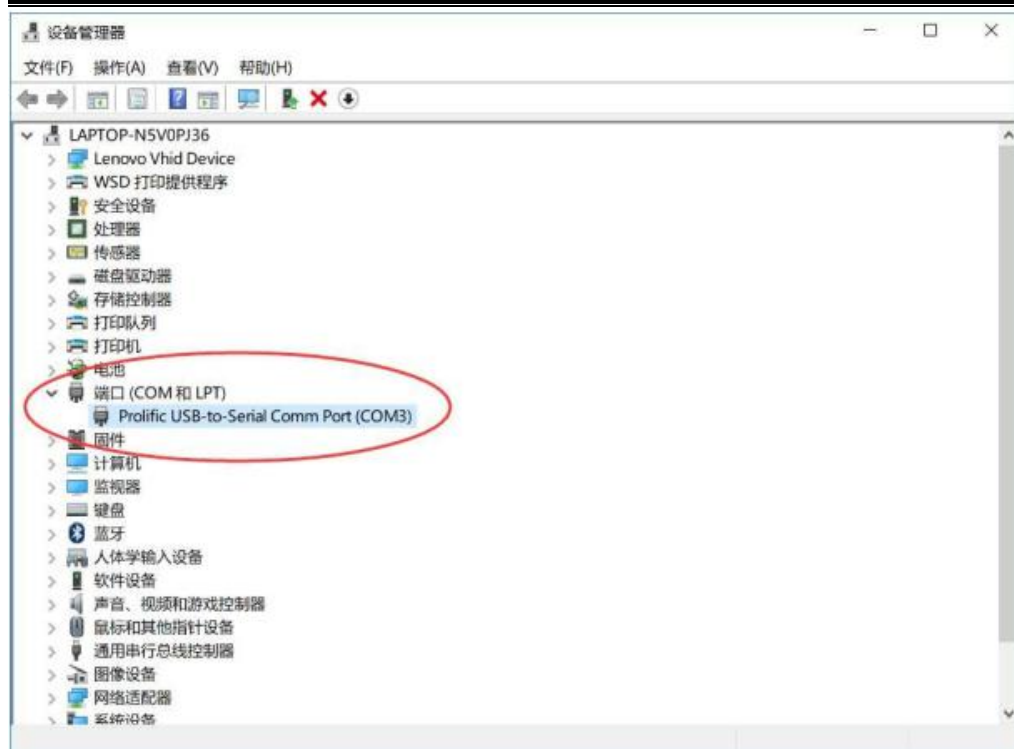 设备管理器
文件(F) 操作(A) 查看(V) 帮助(H)
LAPTOP-N5V0PJ36
Lenovo Vhid Device
WSD 打印提供程序
安全设备
处理器
传感器
磁盘驱动器
存储控制器
打印队列
打印机
电池
端口 (COM 和 LPT)
Prolific USB-to-Serial Comm Port (COM3)
固件
计算机
监视器
键盘
蓝牙
人体学输入设备
软件设备
声音、视频和游戏控制器
鼠标和其他指针设备
通用串行总线控制器
图像设备
网络适配器
系统设备